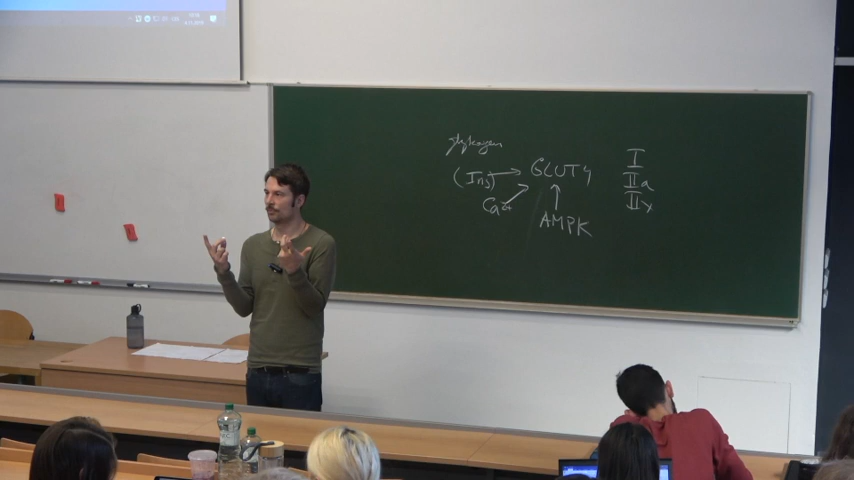 glykogen
(Ins) → GLUT4
Ca²⁺
AMPK
I
IIa
IIx